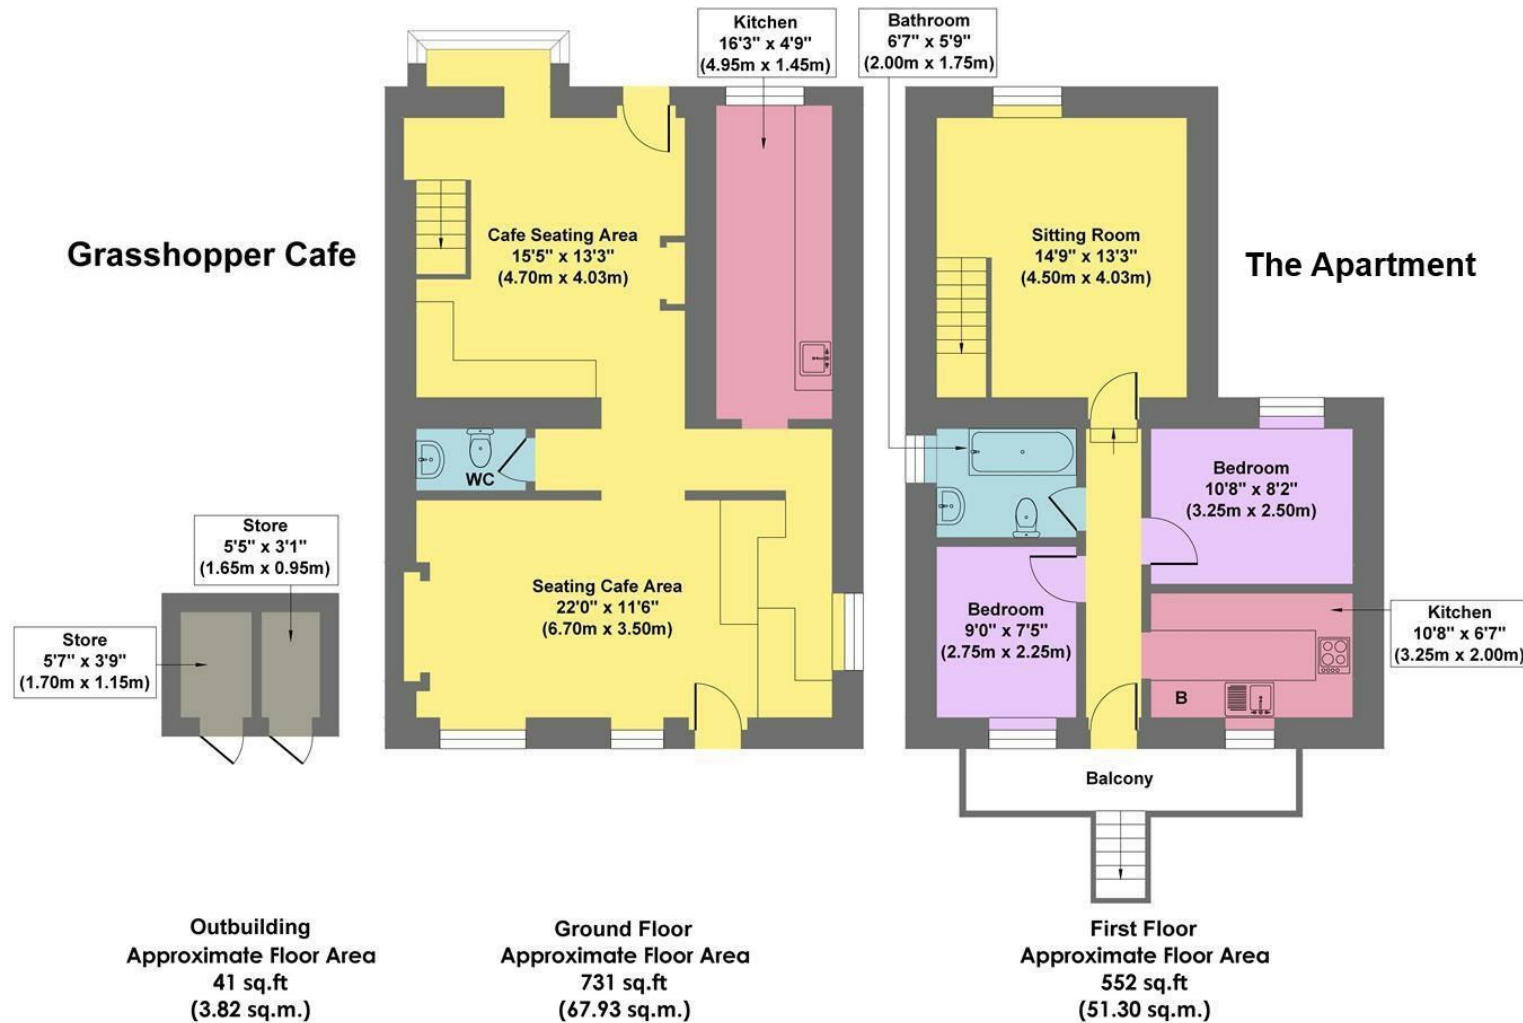 Kitchen
16'3" x 4'9"
(4.95m x 1.45m)
Bathroom
6'7" x 5'9"
(2.00m x 1.75m)
Grasshopper Cafe
Cafe Seating Area
15'5" x 13'3"
(4.70m x 4.03m)
Sitting Room
14'9" x 13'3"
(4.50m x 4.03m)
The Apartment
WC
Bedroom
10'8" x 8'2"
(3.25m x 2.50m)
Store
5'5" x 3'1"
(1.65m x 0.95m)
Seating Cafe Area
22'0" x 11'6"
(6.70m x 3.50m)
Bedroom
9'0" x 7'5"
(2.75m x 2.25m)
Kitchen
10'8" x 6'7"
(3.25m x 2.00m)
Store
5'7" x 3'9"
(1.70m x 1.15m)
B
Balcony
Outbuilding
Approximate Floor Area
41 sq.ft
(3.82 sq.m.)
Ground Floor
Approximate Floor Area
731 sq.ft
(67.93 sq.m.)
First Floor
Approximate Floor Area
552 sq.ft
(51.30 sq.m.)